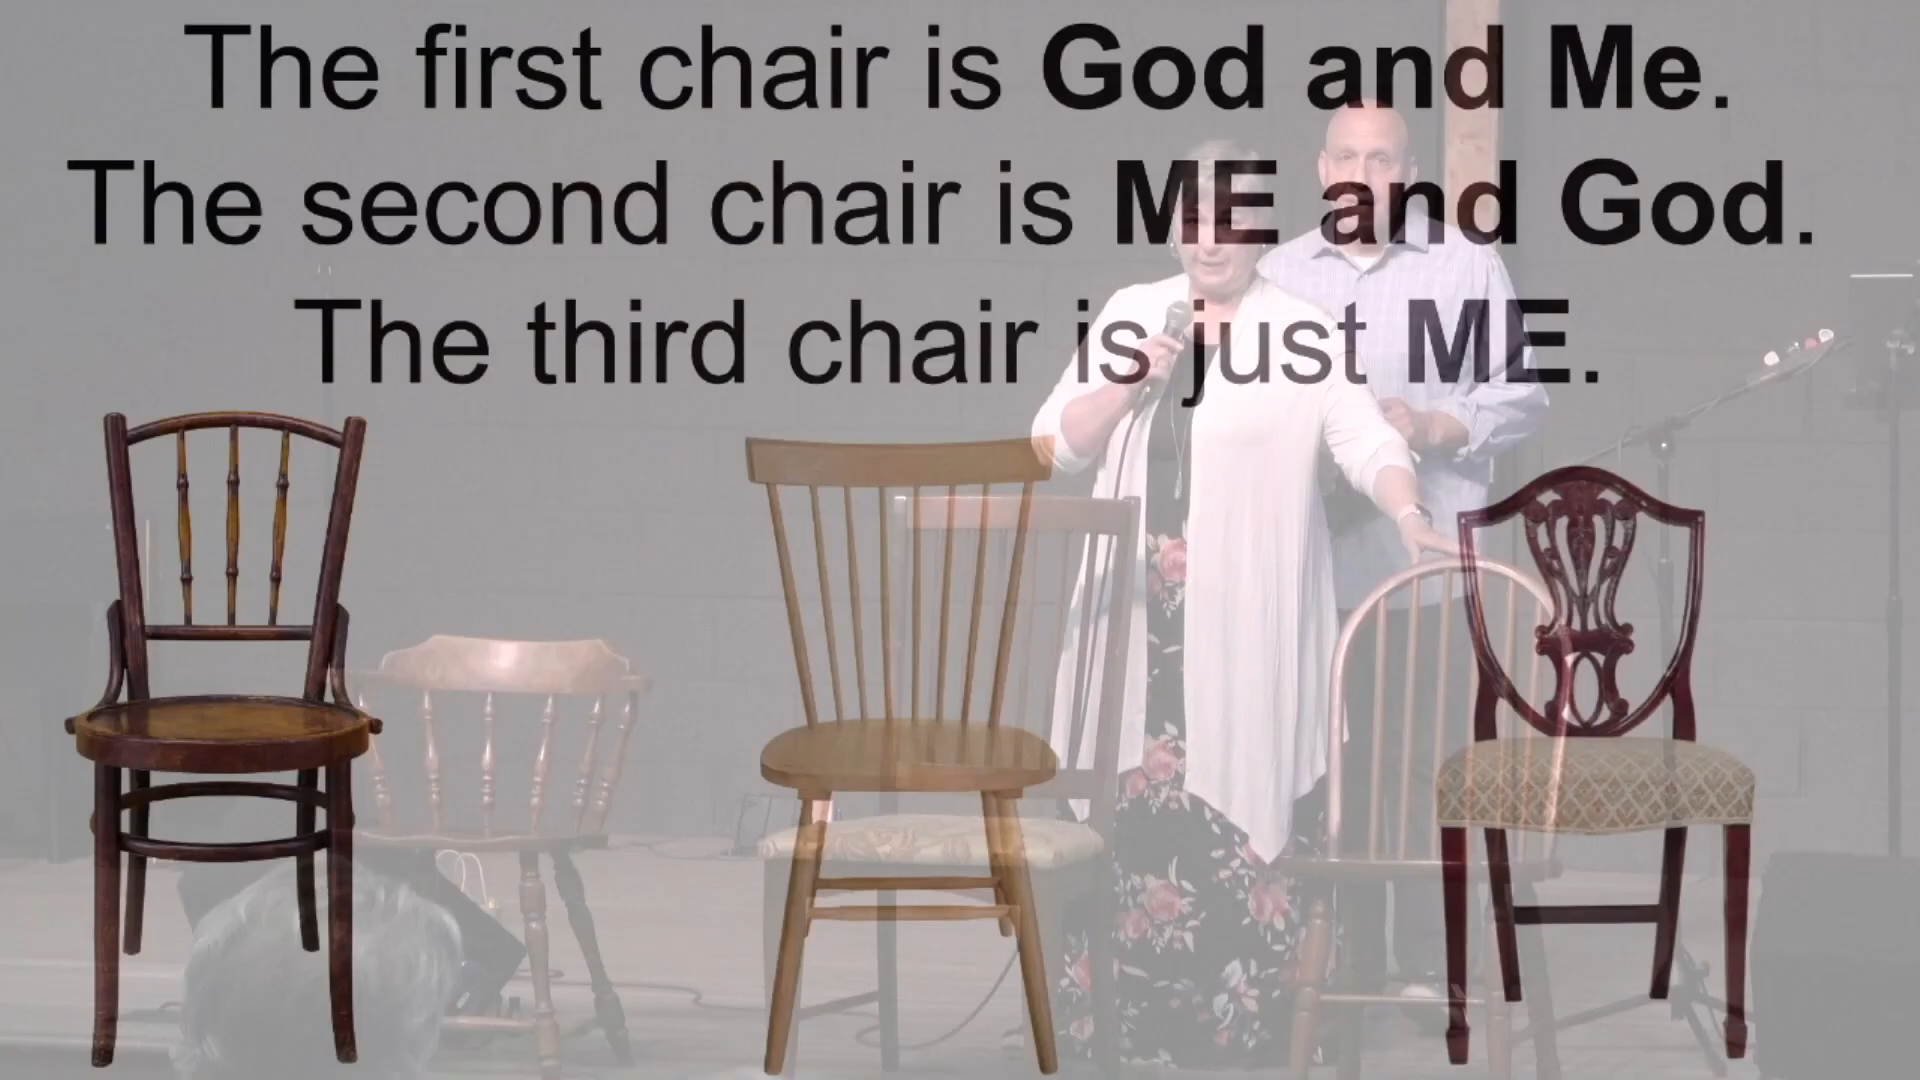 The first chair is God and Me.
The second chair is ME and God.
The third chair is just ME.